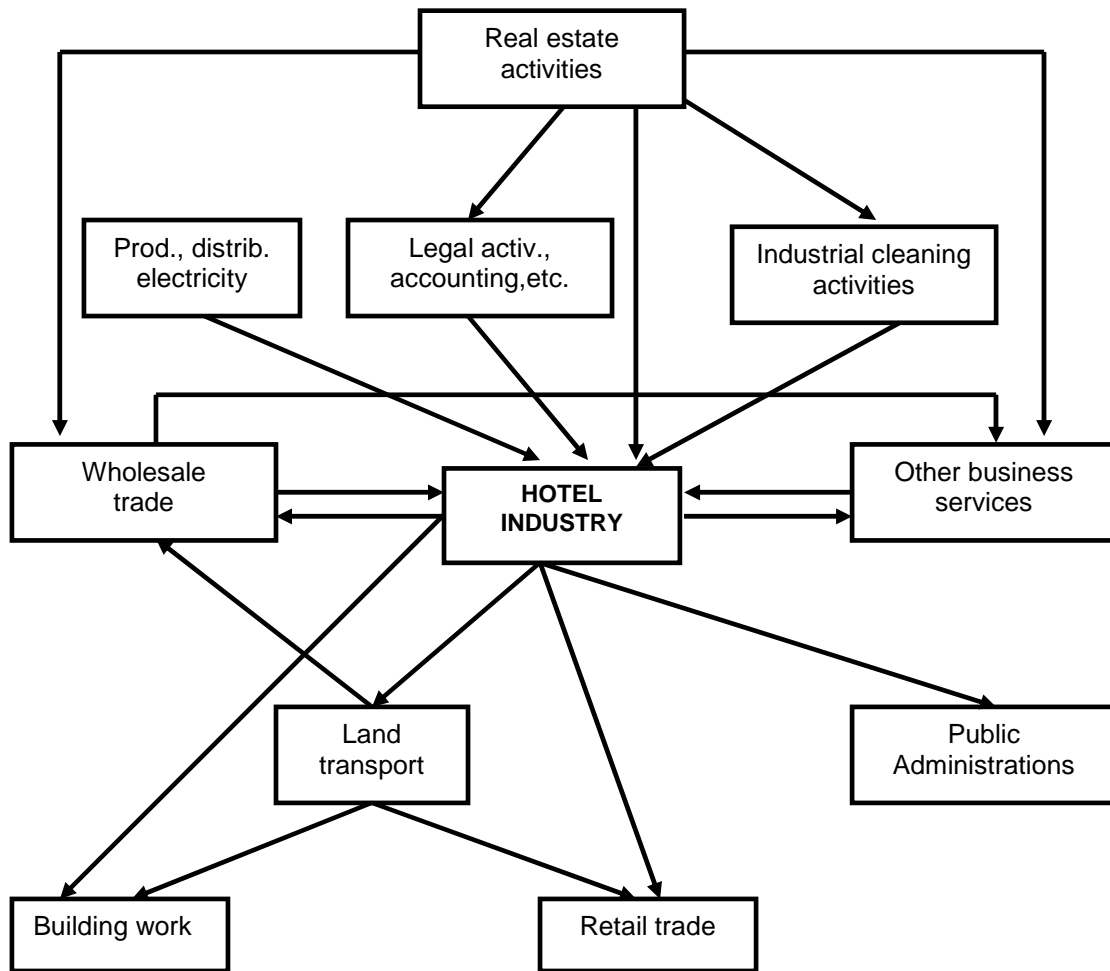 Real estate
activities
Prod., distrib.
electricity
Legal activ.,
accounting,etc.
Industrial cleaning
activities
Wholesale
trade
HOTEL
INDUSTRY
Other business
services
Land
transport
Public
Administrations
Building work
Retail trade